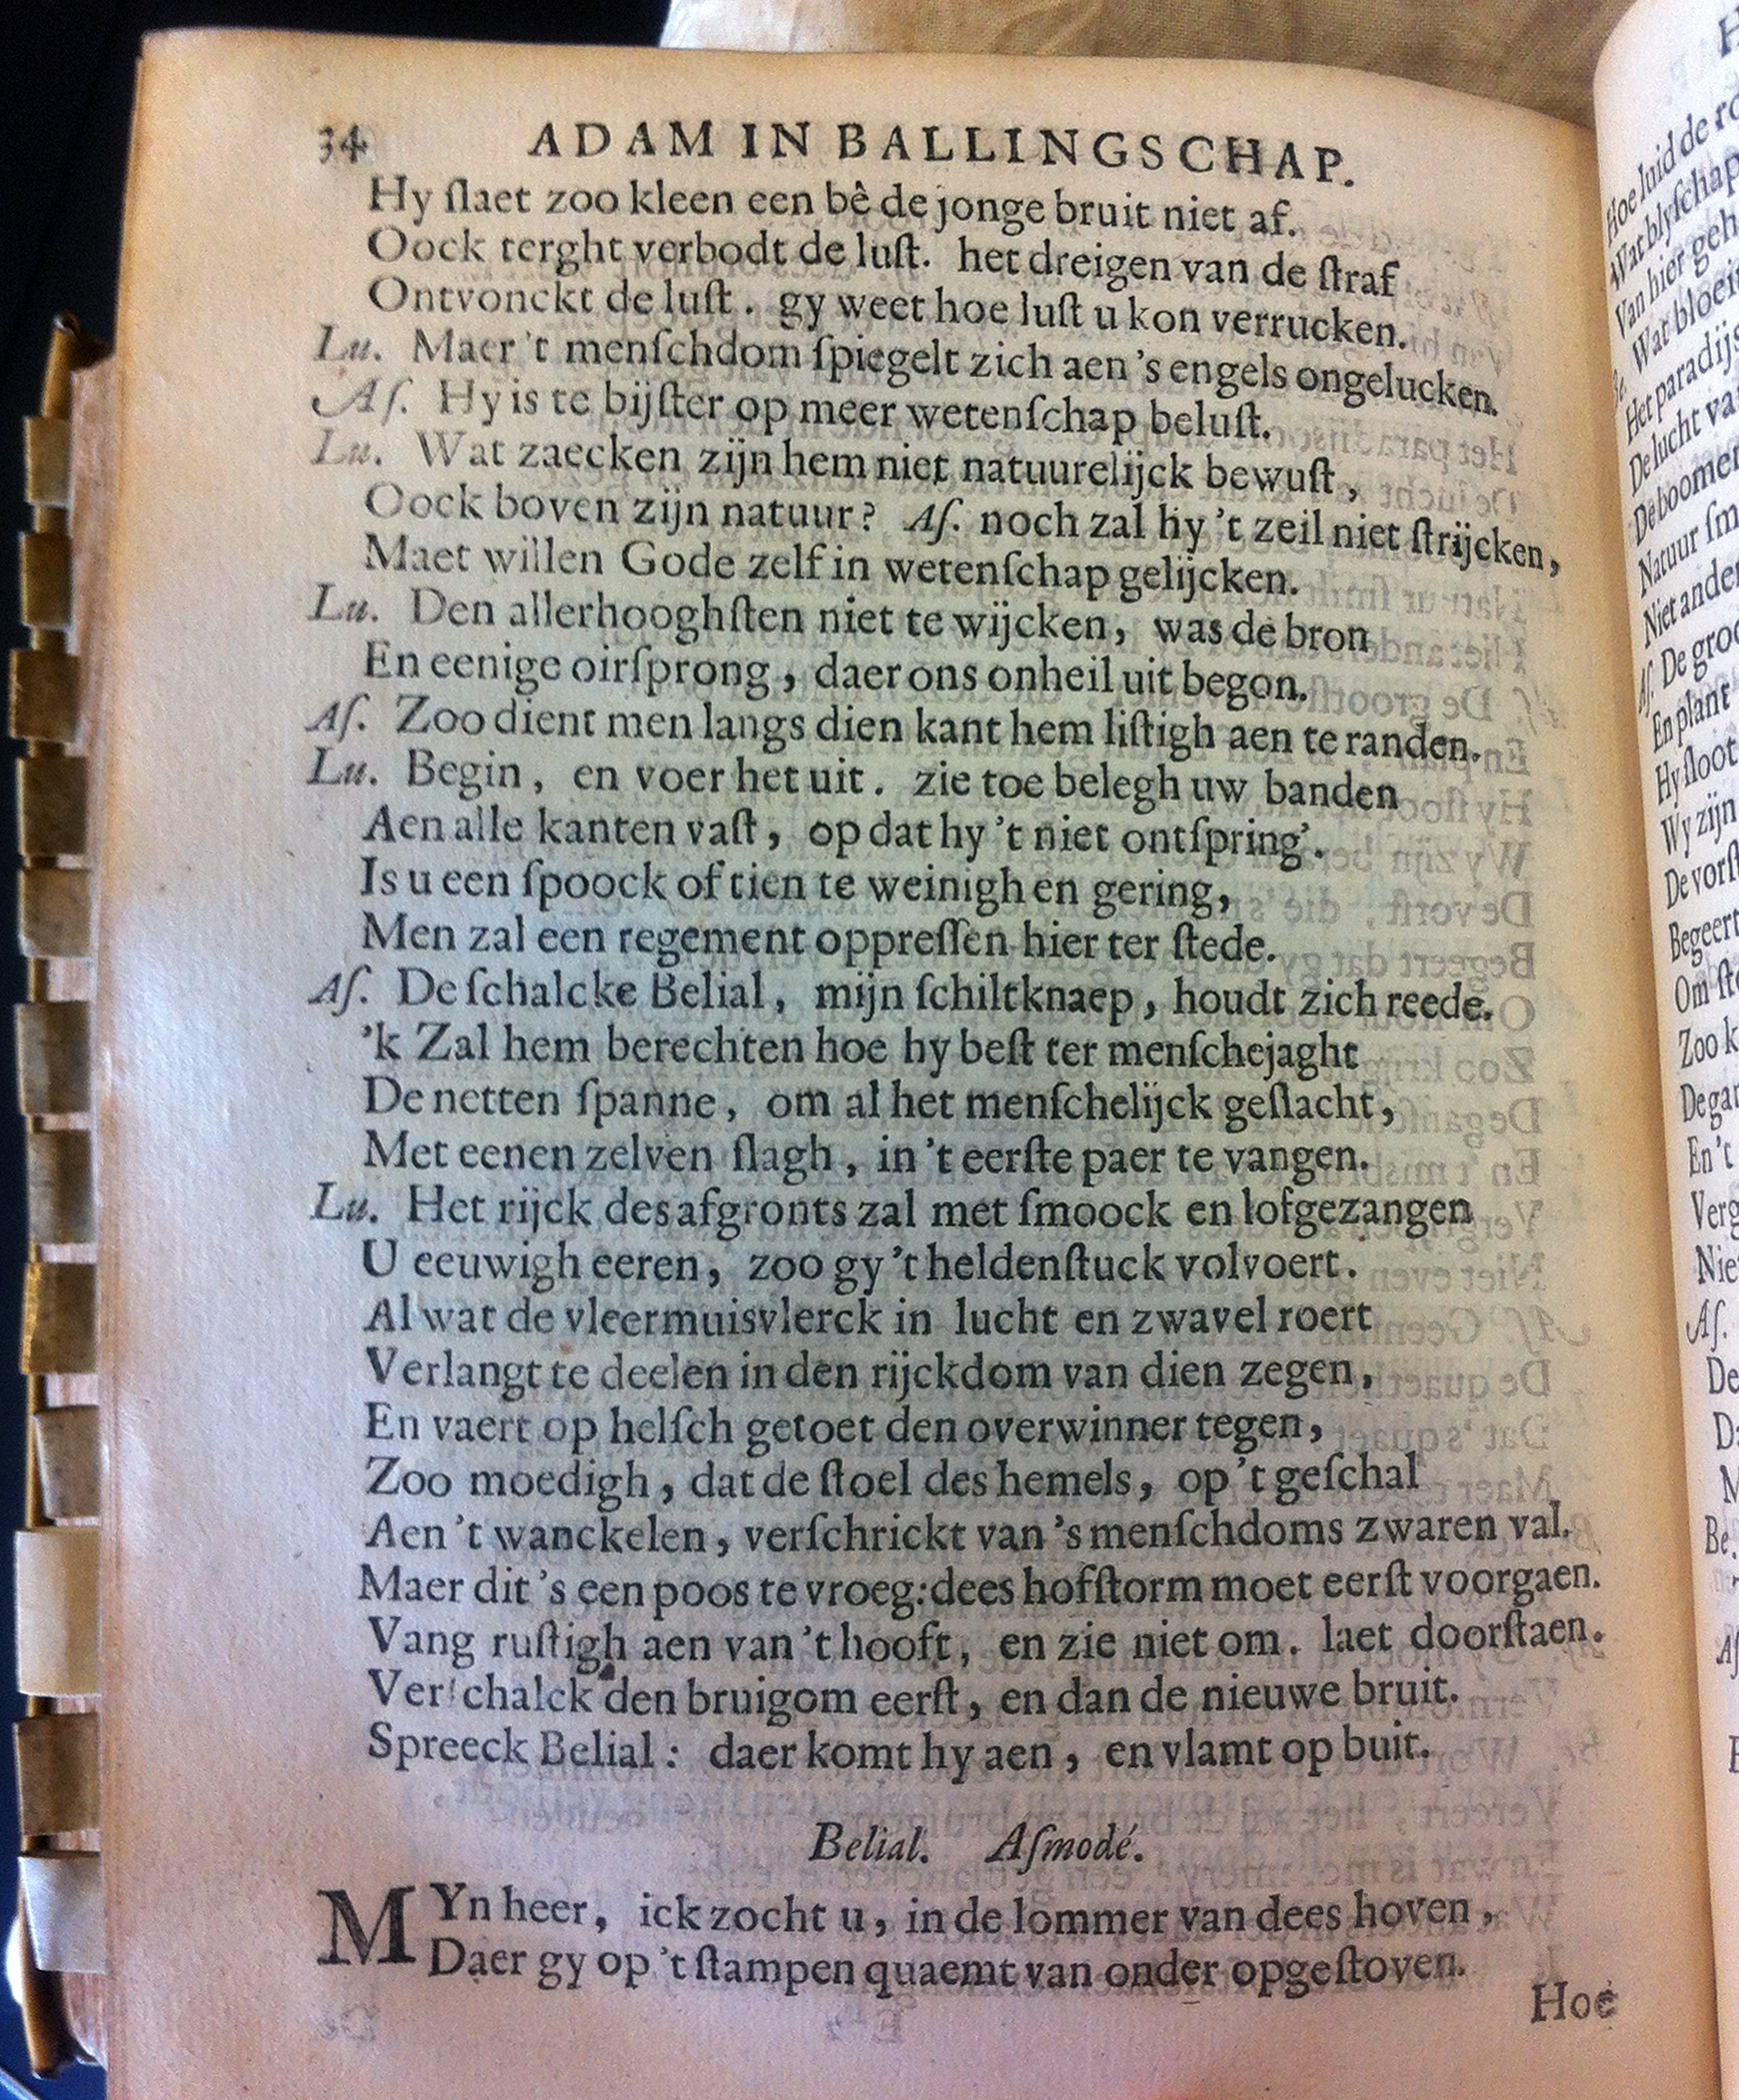 34 ADAM IN BALLINGSCHAP.
Hy ſlaet zoo kleen een bê de jonge bruit niet af.
Oock terght verbodt de luſt. het dreigen van de ſtraf
Ontvonckt de luſt. gy weet hoe luſt u kon verrucken.
Lu. Maer 't menſchdom ſpiegelt zich aen 's engels ongelucken.
Aſ. Hy is te bijſter op meer wetenſchap beluſt.
Lu. Wat zaecken zijn hem niet natuurelijck bewuſt,
Oock boven zijn natuur? Aſ. noch zal hy 't zeil niet ſtrijcken,
Maet willen Gode zelf in wetenſchap gelijcken.
Lu. Den allerhooghſten niet te wijcken, was de bron
En eenige oirſprong, daer ons onheil uit begon.
Aſ. Zoo dient men langs dien kant hem liſtigh aen te randen.
Lu. Begin, en voer het uit. zie toe belegh uw banden
Aen alle kanten vaſt, op dat hy 't niet ontſpring'.
Is u een ſpoock of tien te weinigh en gering,
Men zal een regement oppreſſen hier ter ſtede.
Aſ. De ſchalcke Belial, mijn ſchiltknaep, houdt zich reede.
'k Zal hem berechten hoe hy beſt ter menſchejaght
De netten ſpanne, om al het menſchelijck geſlacht,
Met eenen zelven ſlagh, in 't eerſte paer te vangen.
Lu. Het rijck des afgronts zal met ſmoock en lofgezangen
U eeuwigh eeren, zoo gy 't heldenſtuck volvoert.
Al wat de vleermuisvlerck in lucht en zwavel roert
Verlangt te deelen in den rijckdom van dien zegen,
En vaert op helſch getoet den overwinner tegen,
Zoo moedigh, dat de ſtoel des hemels, op 't geſchal
Aen 't wanckelen, verſchrickt van 's menſchdoms zwaren val.
Maer dit 's een poos te vroeg: dees hofſtorm moet eerſt voorgaen.
Vang ruſtigh aen van 't hooft, en zie niet om. laet doorſtaen.
Verſchalck den bruigom eerſt, en dan de nieuwe bruit.
Spreeck Belial: daer komt hy aen, en vlamt op buit.
Belial. Aſmodé.
MYn heer, ick zocht u, in de lommer van dees hoven,
Daer gy op 't ſtampen quaemt van onder opgeſtoven.
Hoe